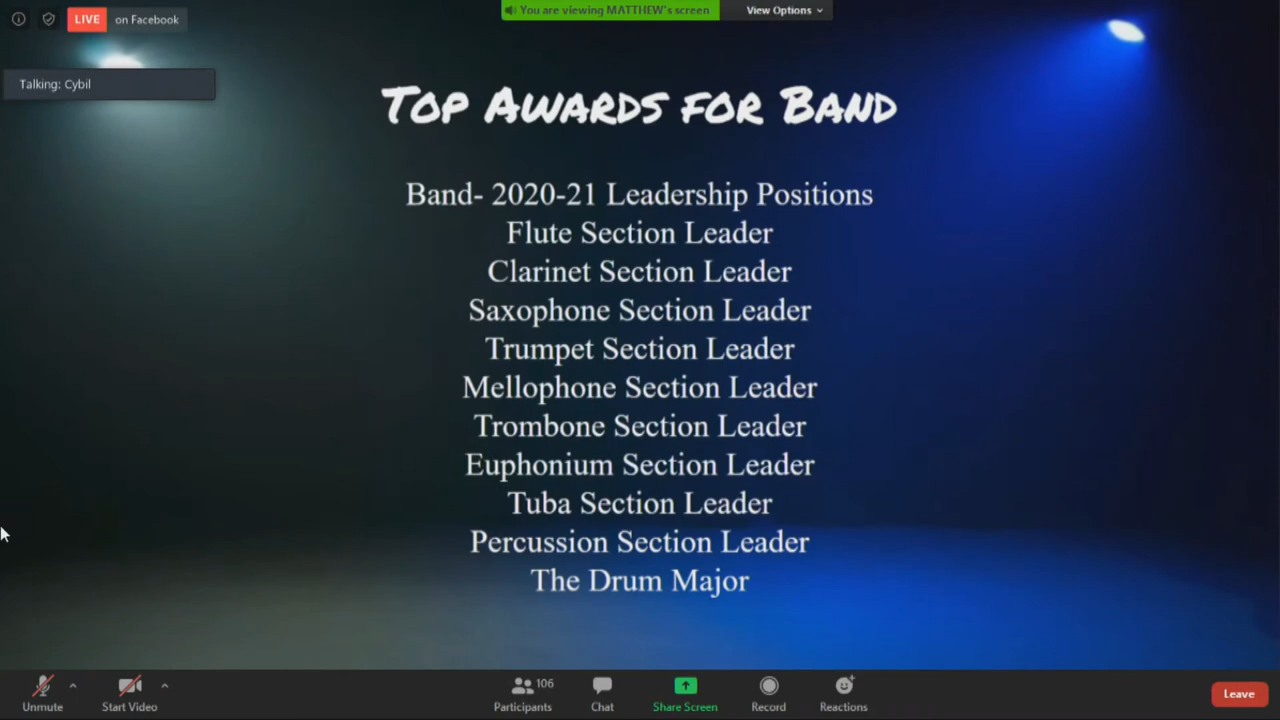 LIVE on Facebook
You are viewing MATTHEW's screen
View Options
Talking: Cybil
Top Awards for Band
Band- 2020-21 Leadership Positions
Flute Section Leader
Clarinet Section Leader
Saxophone Section Leader
Trumpet Section Leader
Mellophone Section Leader
Trombone Section Leader
Euphonium Section Leader
Tuba Section Leader
Percussion Section Leader
The Drum Major
Unmute
Start Video
106
Participants
Chat
Share Screen
Record
Reactions
Leave